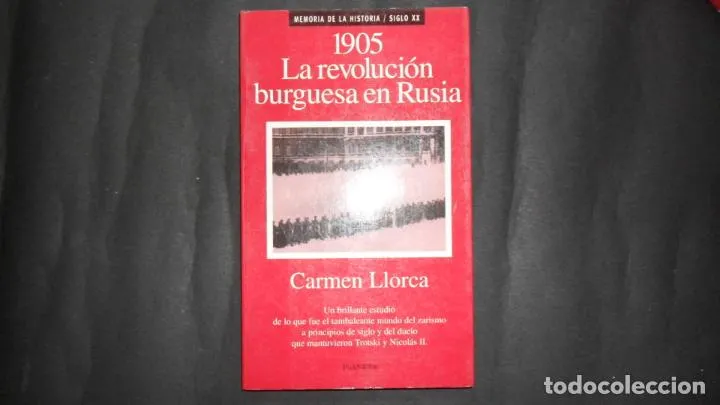 MEMORIA DE LA HISTORIA / SIGLO XX
1905
La revolución
burguesa en Rusia
Carmen Llorca
Un brillante estudio
de lo que fue el tambaleante mundo del zarismo
a principios de siglo y del duelo
que mantuvieron Trotski y Nicolás II.
todocoleccion